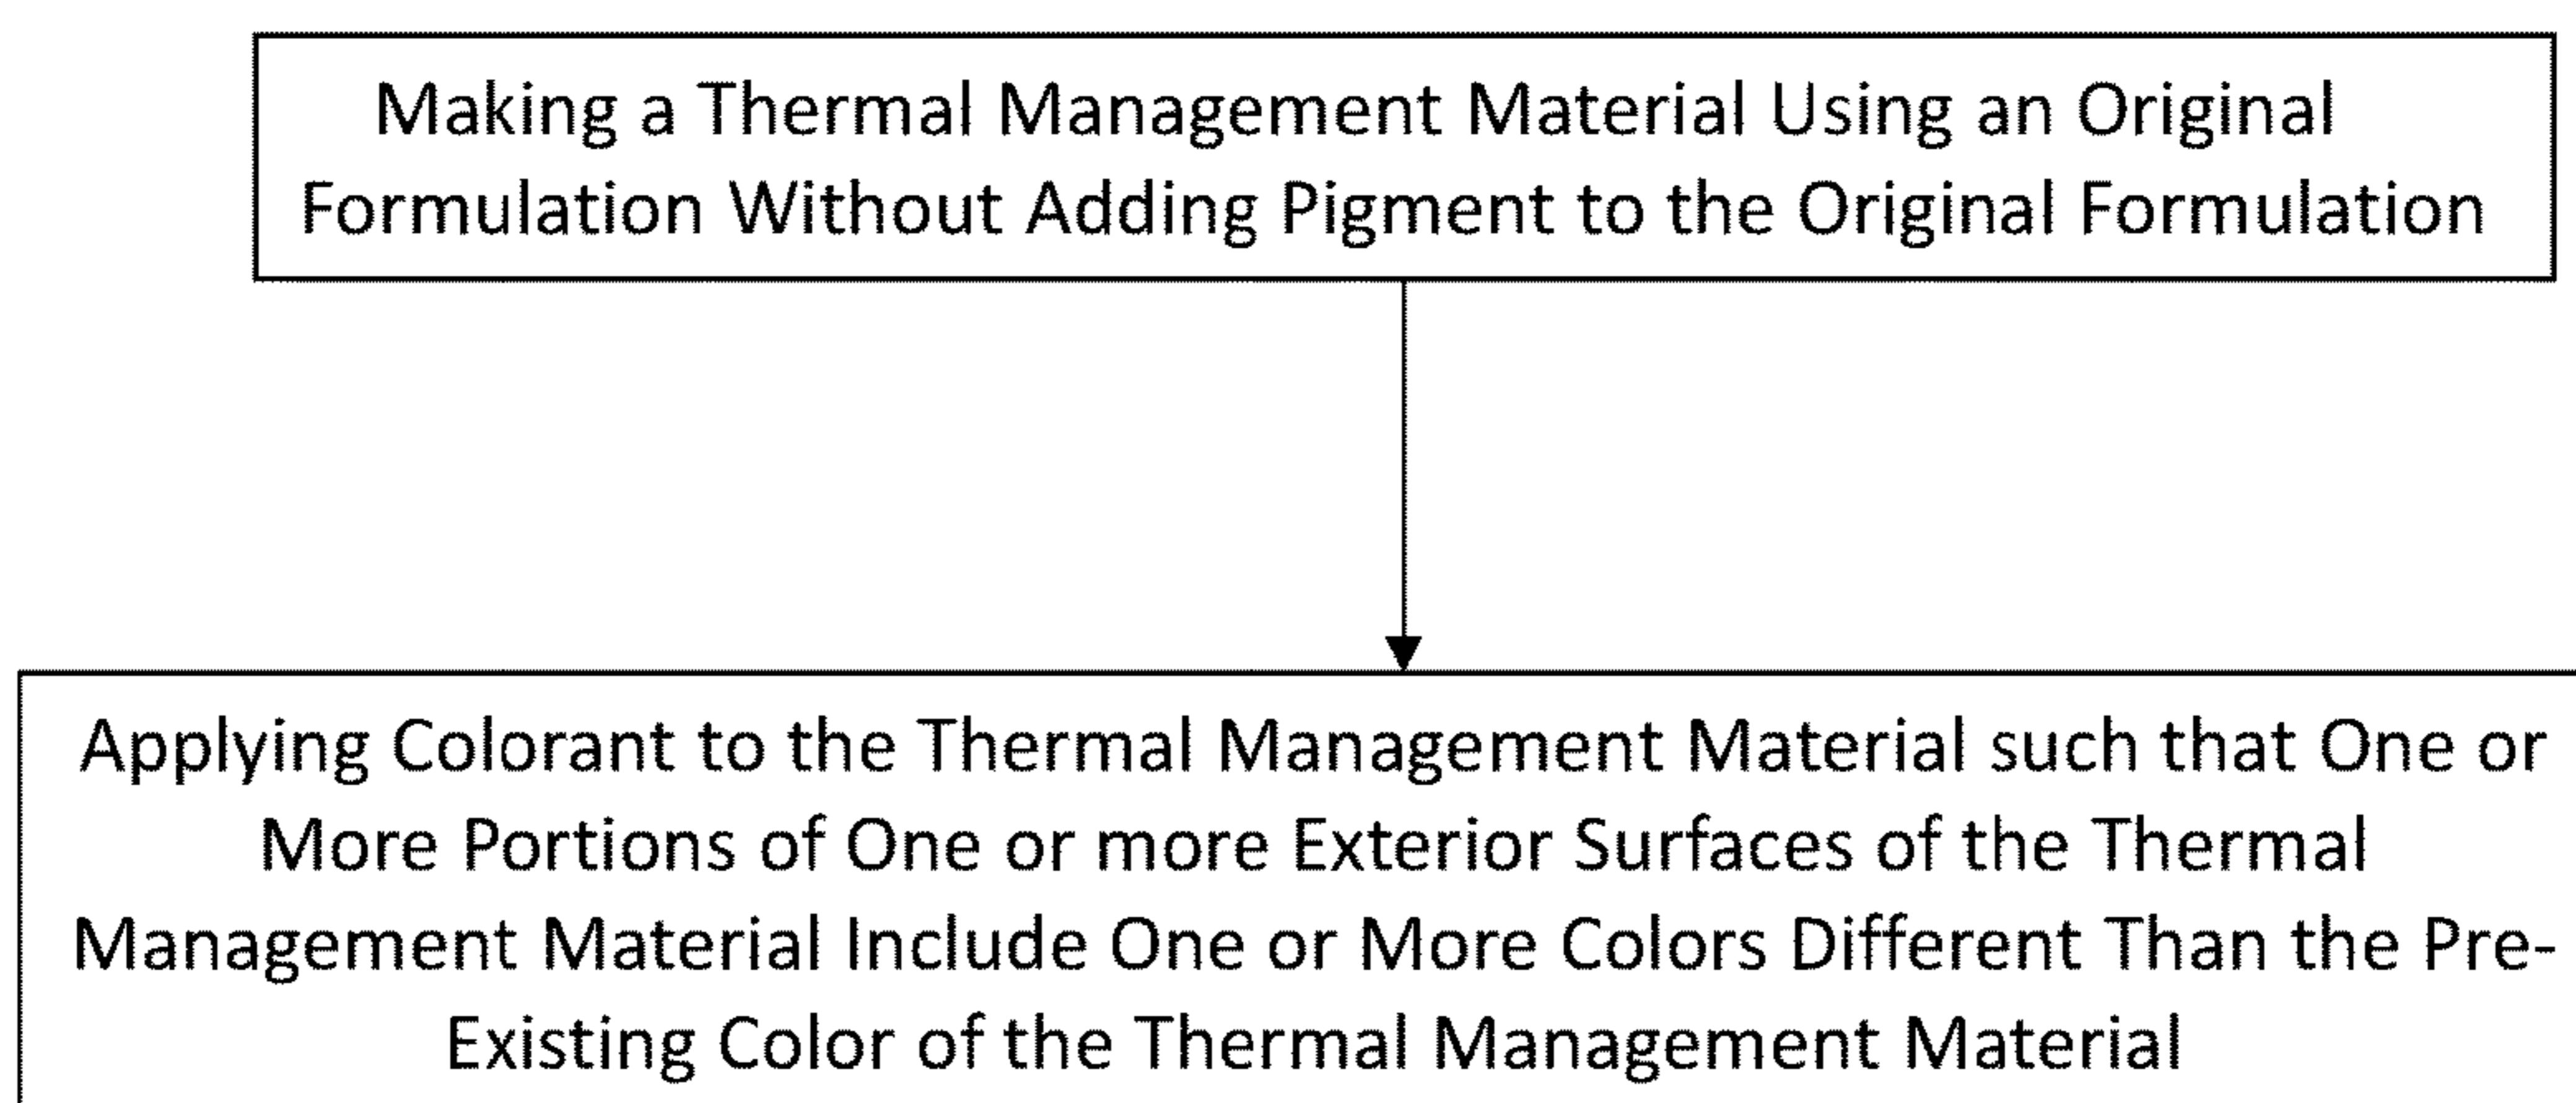 Making a Thermal Management Material Using an Original
Formulation Without Adding Pigment to the Original Formulation
Applying Colorant to the Thermal Management Material such that One or
More Portions of One or more Exterior Surfaces of the Thermal
Management Material Include One or More Colors Different Than the Pre-
Existing Color of the Thermal Management Material